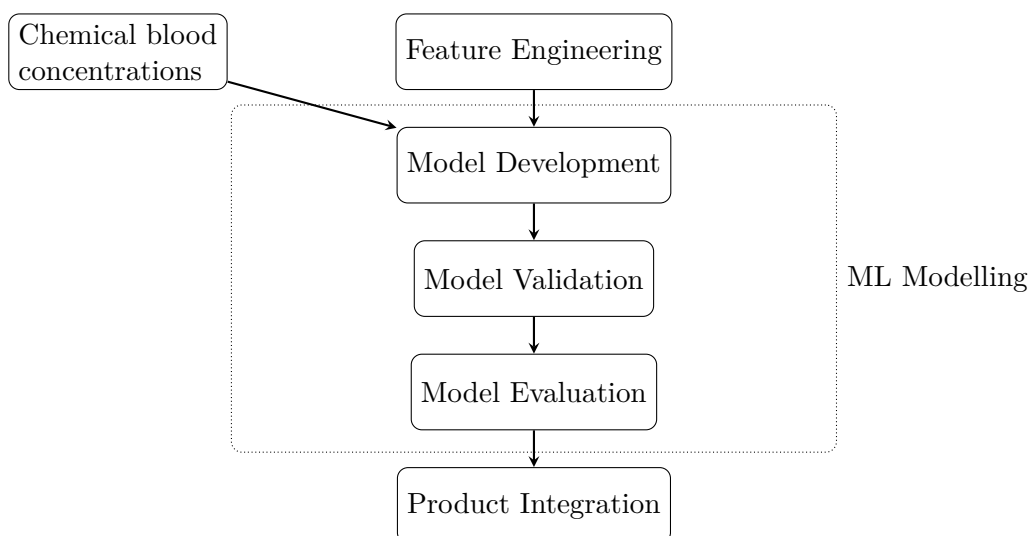 Chemical blood
concentrations
Feature Engineering
Model Development
Model Validation
ML Modelling
Model Evaluation
Product Integration